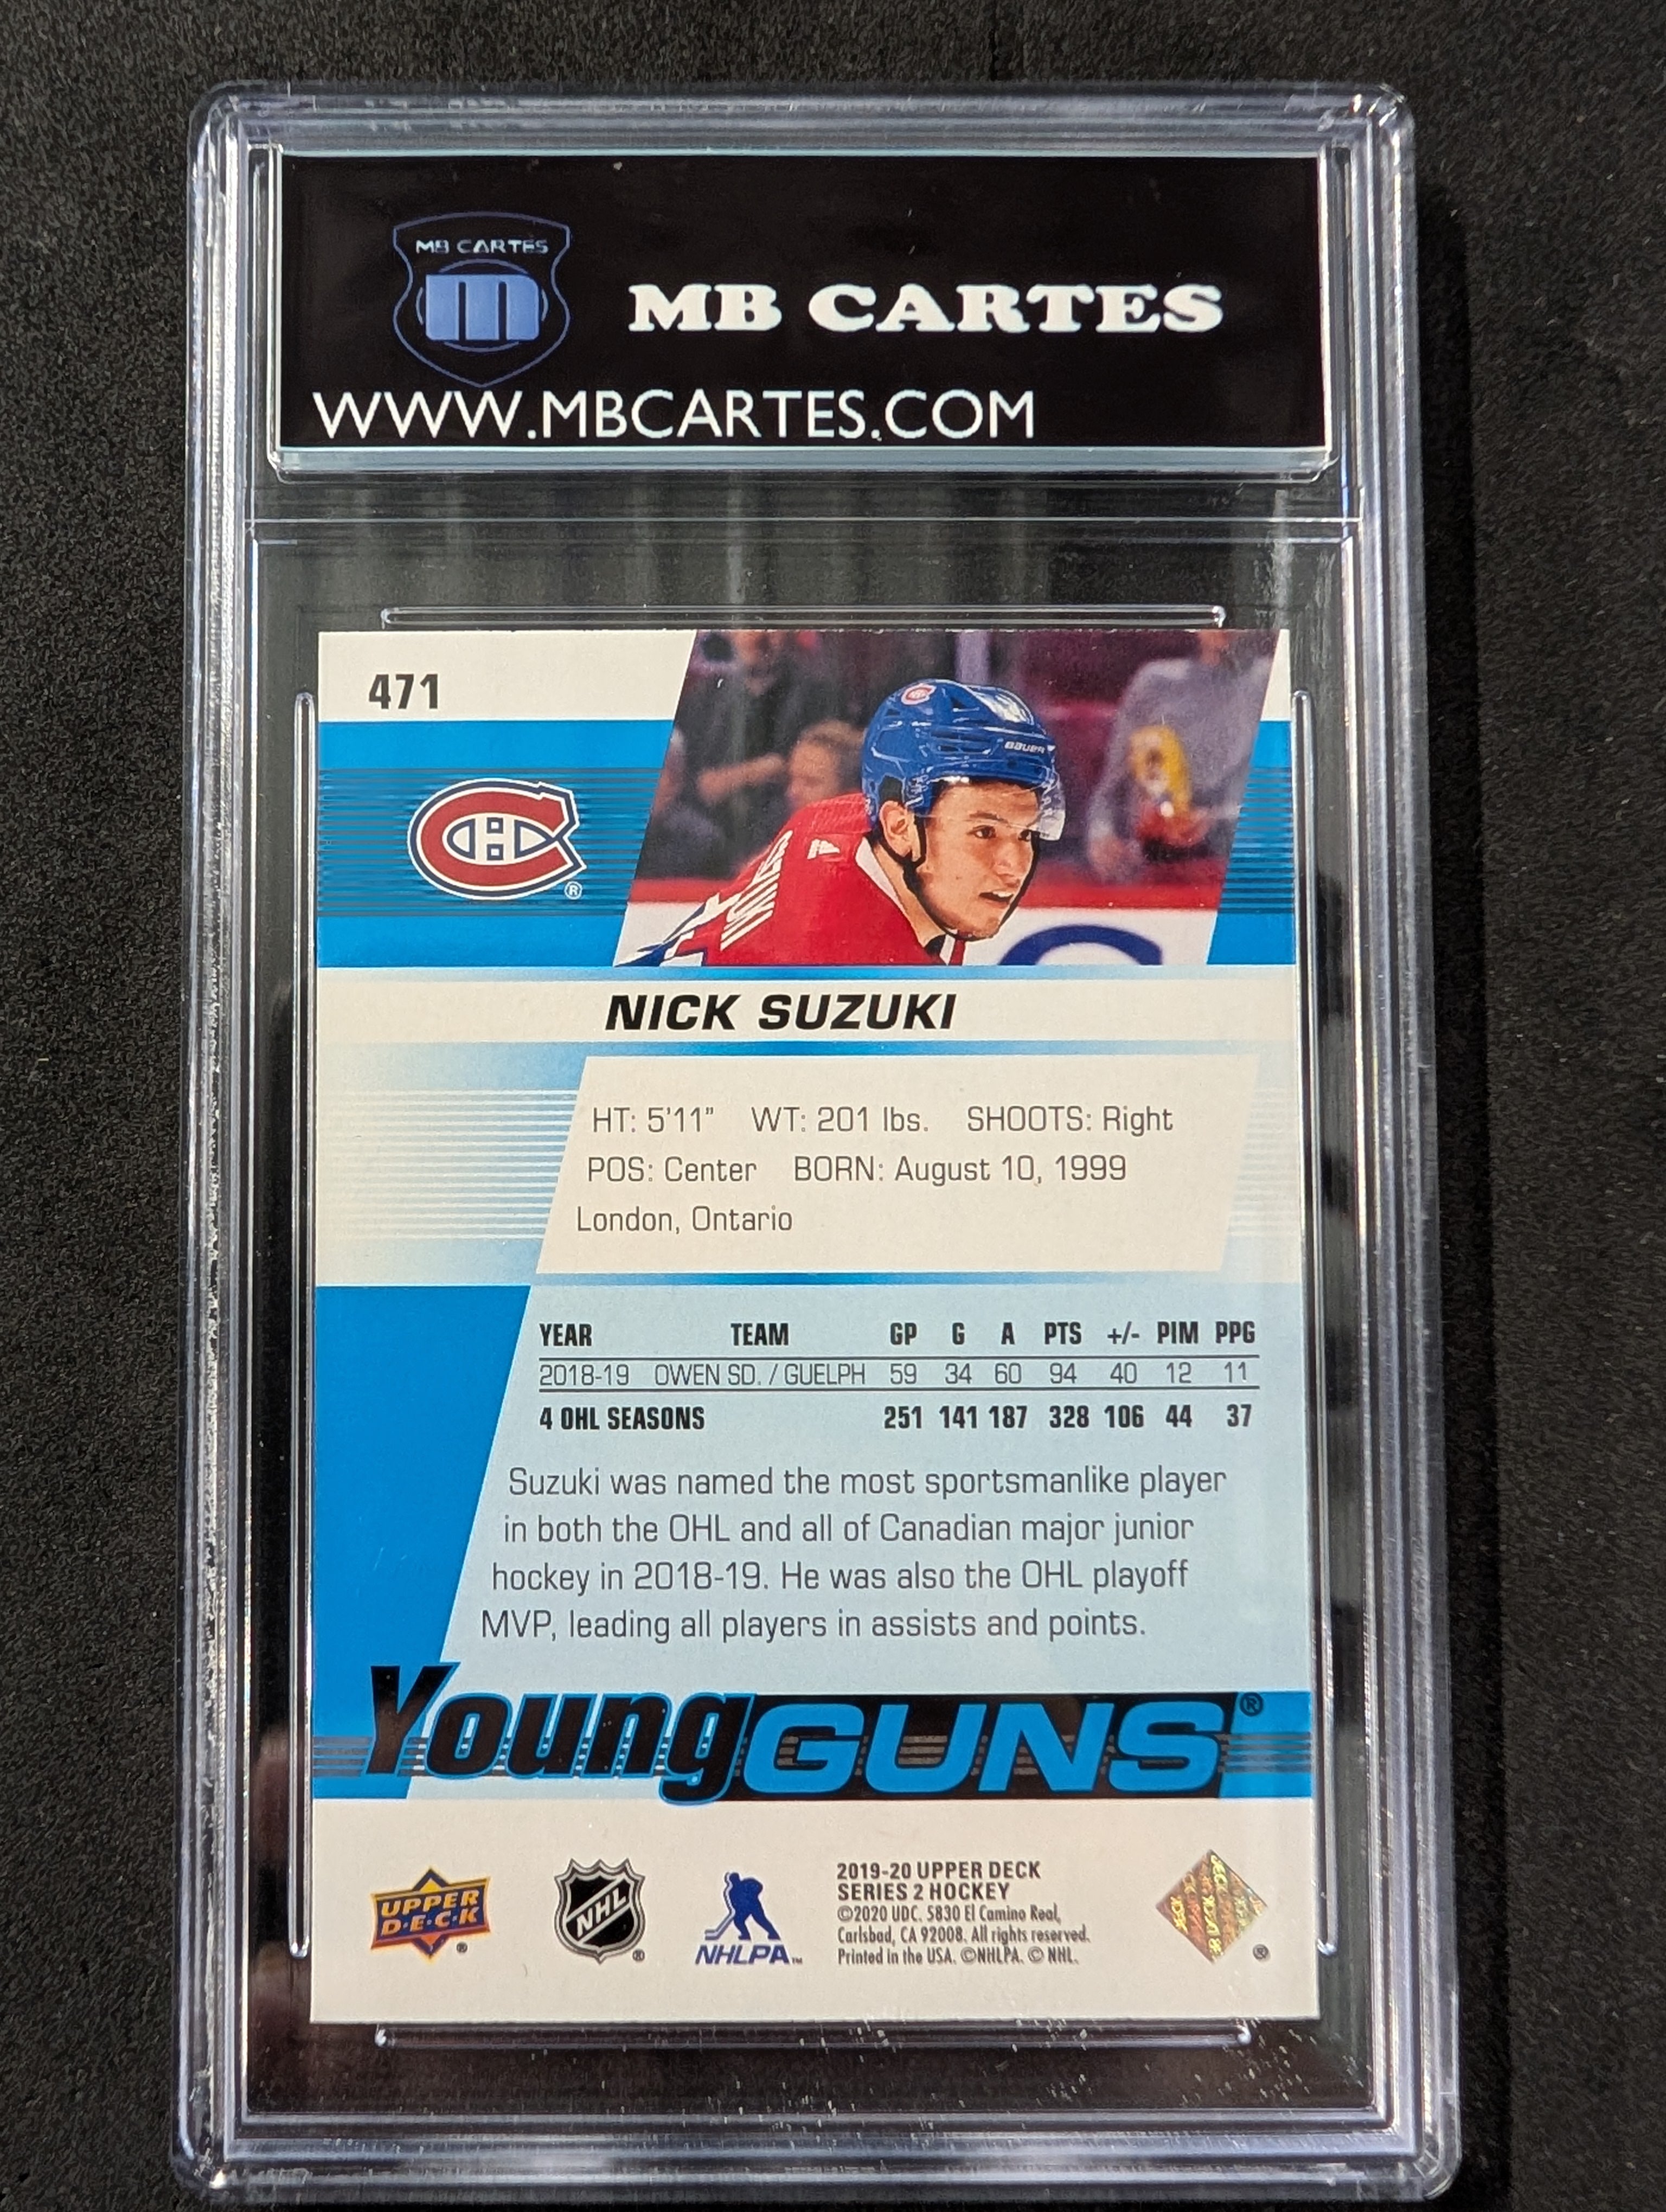 MB CARTES
m
MB CARTES
WWW.MBCARTES.COM
471
BAUER
®
NICK SUZUKI
HT: 5'11" WT: 201 lbs. SHOOTS: Right
POS: Center BORN: August 10, 1999
London, Ontario
YEAR TEAM GP G A PTS +/- PIM PPG
2018-19 OWEN SD. / GUELPH 59 34 60 94 40 12 11
4 OHL SEASONS 251 141 187 328 106 44 37
Suzuki was named the most sportsmanlike player
in both the OHL and all of Canadian major junior
hockey in 2018-19. He was also the OHL playoff
MVP, leading all players in assists and points.
Young GUNS®
UPPER
D•E•C•K®
NHL®
NHLPA™
2019-20 UPPER DECK
SERIES 2 HOCKEY
©2020 UDC. 5830 El Camino Real,
Carlsbad, CA 92008. All rights reserved.
Printed in the USA. ©NHLPA. © NHL.
®